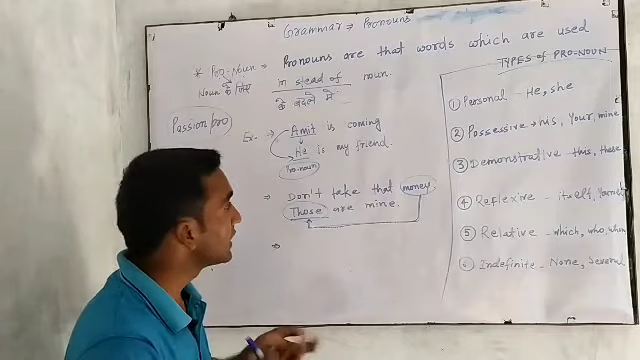 Grammar → Pronouns
* Pro-noun → Pronouns are that words which are used
Noun के जिस in stead of noun.
के बदले में
Passion pro
Ex. → Amit is coming
He is my friend.
Pro-noun
⇒ Don't take that money
Those are mine.
⇒
TYPES of PRO-NOUN
① Personal - He, she
② Possessive → his, your, mine
③ Demonstrative - this, these
④ Reflexive - itself,
⑤ Relative - which, who, whom
⑥ Indefinite - None, Several